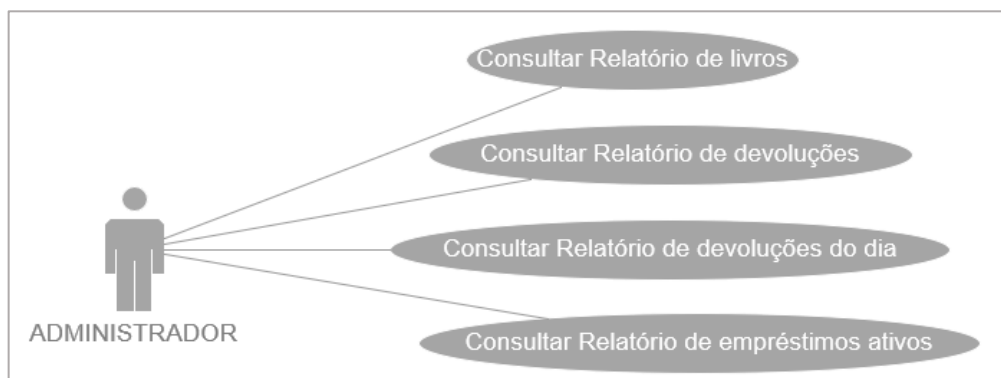 Consultar Relatório de livros
Consultar Relatório de devoluções
Consultar Relatório de devoluções do dia
Consultar Relatório de empréstimos ativos
ADMINISTRADOR